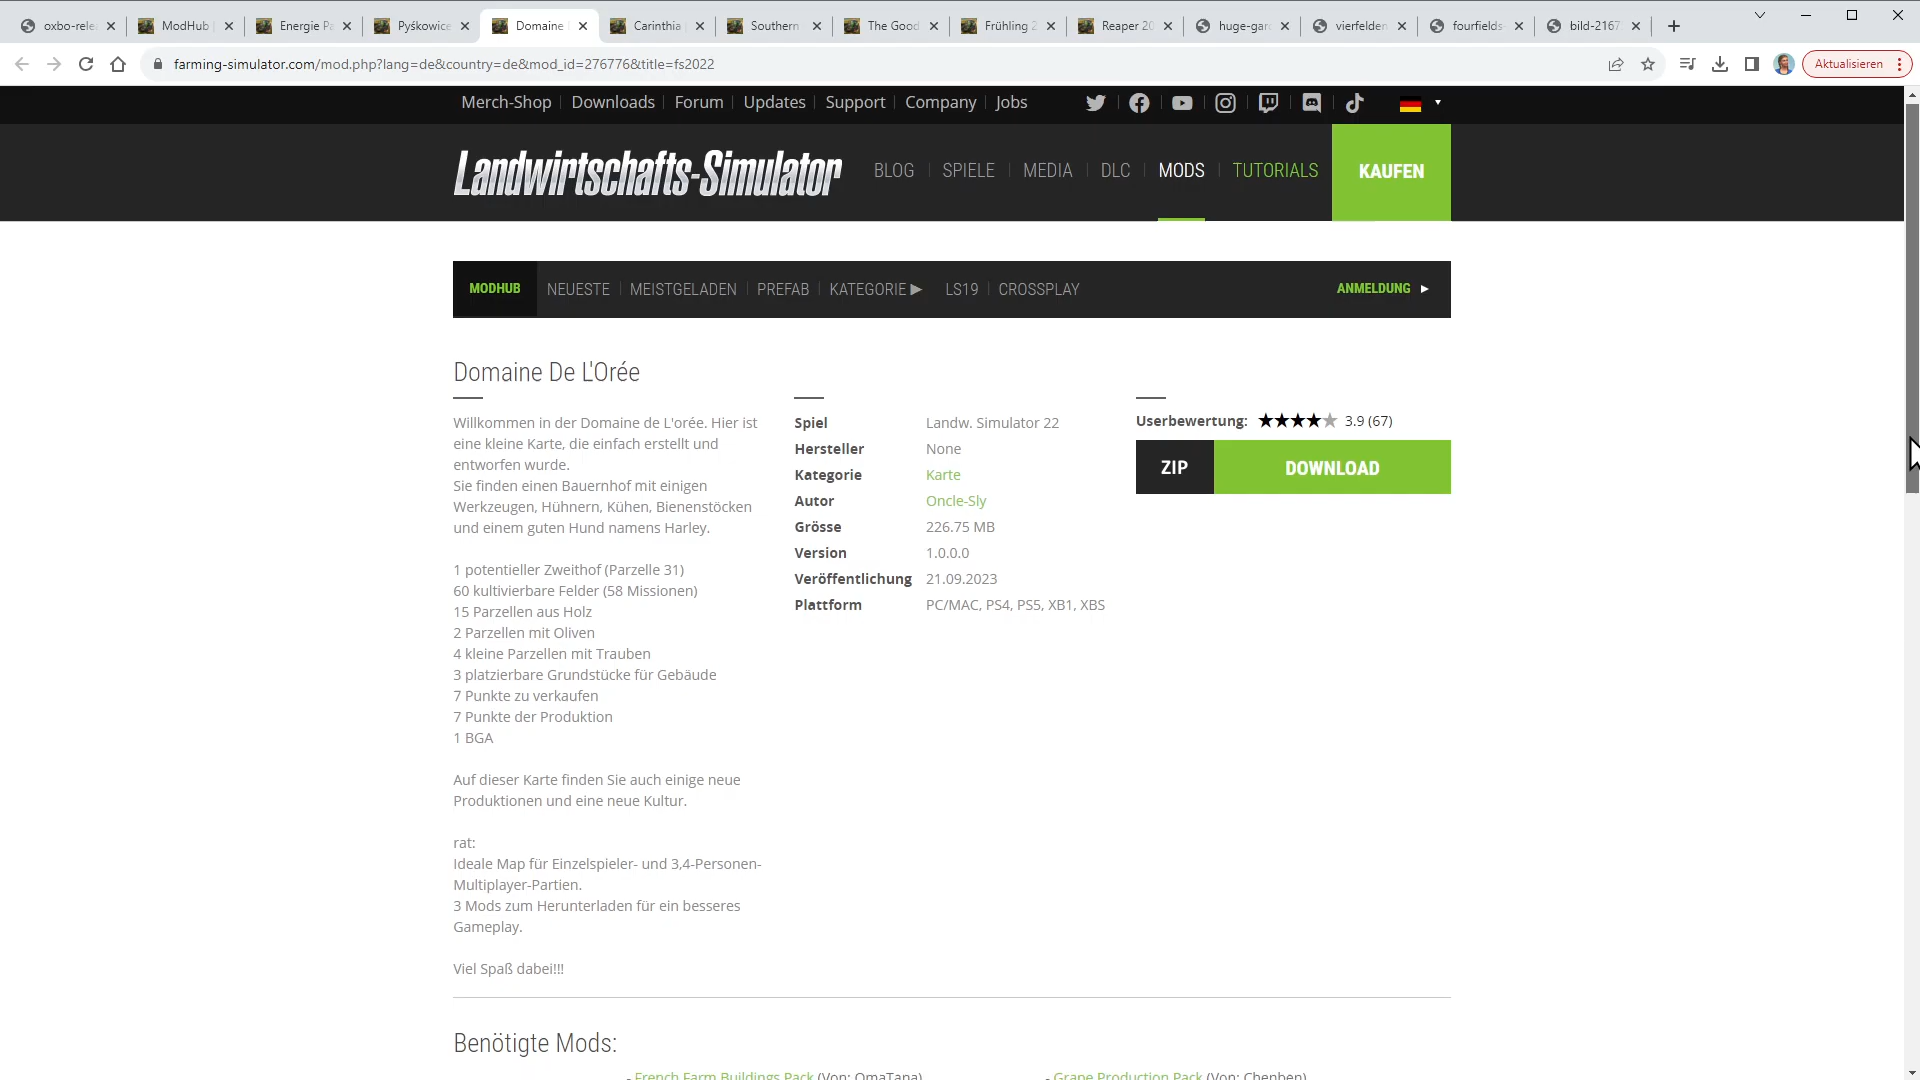 oxbo-rele
ModHub |
Energie Pa
Pyśkowice
Domaine
Carinthia
Southern
The Good
Frühling 2
Reaper 20
huge-gar
vierfelden
fourfields-
bild-2167
farming-simulator.com/mod.php?lang=de&country=de&mod_id=276776&title=fs2022
Aktualisieren
Merch-Shop
Downloads
Forum
Updates
Support
Company
Jobs
Landwirtschafts-Simulator
BLOG
SPIELE
MEDIA
DLC
MODS
TUTORIALS
KAUFEN
MODHUB
NEUESTE
MEISTGELADEN
PREFAB
KATEGORIE
LS19
CROSSPLAY
ANMELDUNG
Domaine De L'Orée
Willkommen in der Domaine de L'orée. Hier ist
eine kleine Karte, die einfach erstellt und
entworfen wurde.
Sie finden einen Bauernhof mit einigen
Werkzeugen, Hühnern, Kühen, Bienenstöcken
und einem guten Hund namens Harley.
1 potentieller Zweithof (Parzelle 31)
60 kultivierbare Felder (58 Missionen)
15 Parzellen aus Holz
2 Parzellen mit Oliven
4 kleine Parzellen mit Trauben
3 platzierbare Grundstücke für Gebäude
7 Punkte zu verkaufen
7 Punkte der Produktion
1 BGA
Auf dieser Karte finden Sie auch einige neue
Produktionen und eine neue Kultur.
rat:
Ideale Map für Einzelspieler- und 3,4-Personen-
Multiplayer-Partien.
3 Mods zum Herunterladen für ein besseres
Gameplay.
Viel Spaß dabei!!!
Spiel Landw. Simulator 22
Hersteller None
Kategorie Karte
Autor Oncle-Sly
Grösse 226.75 MB
Version 1.0.0.0
Veröffentlichung 21.09.2023
Plattform PC/MAC, PS4, PS5, XB1, XBS
Userbewertung: 3.9 (67)
ZIP DOWNLOAD
Benötigte Mods:
- French Farm Buildings Pack (Von: OmaTana)
- Grape Production Pack (Von: Chenben)